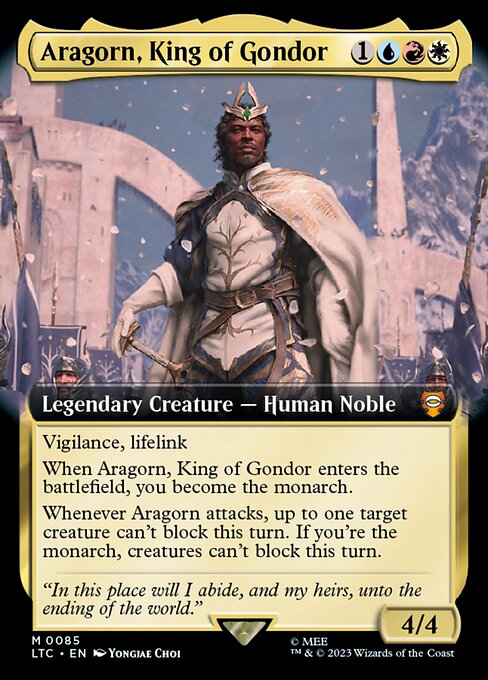 Aragorn, King of Gondor 1
Legendary Creature — Human Noble
Vigilance, lifelink
When Aragorn, King of Gondor enters the
battlefield, you become the monarch.
Whenever Aragorn attacks, up to one target
creature can't block this turn. If you're the
monarch, creatures can't block this turn.
“In this place will I abide, and my heirs, unto the
ending of the world.”
4/4
M 0085
LTC • EN Yongjae Choi
© MEE
™ & © 2023 Wizards of the Coast